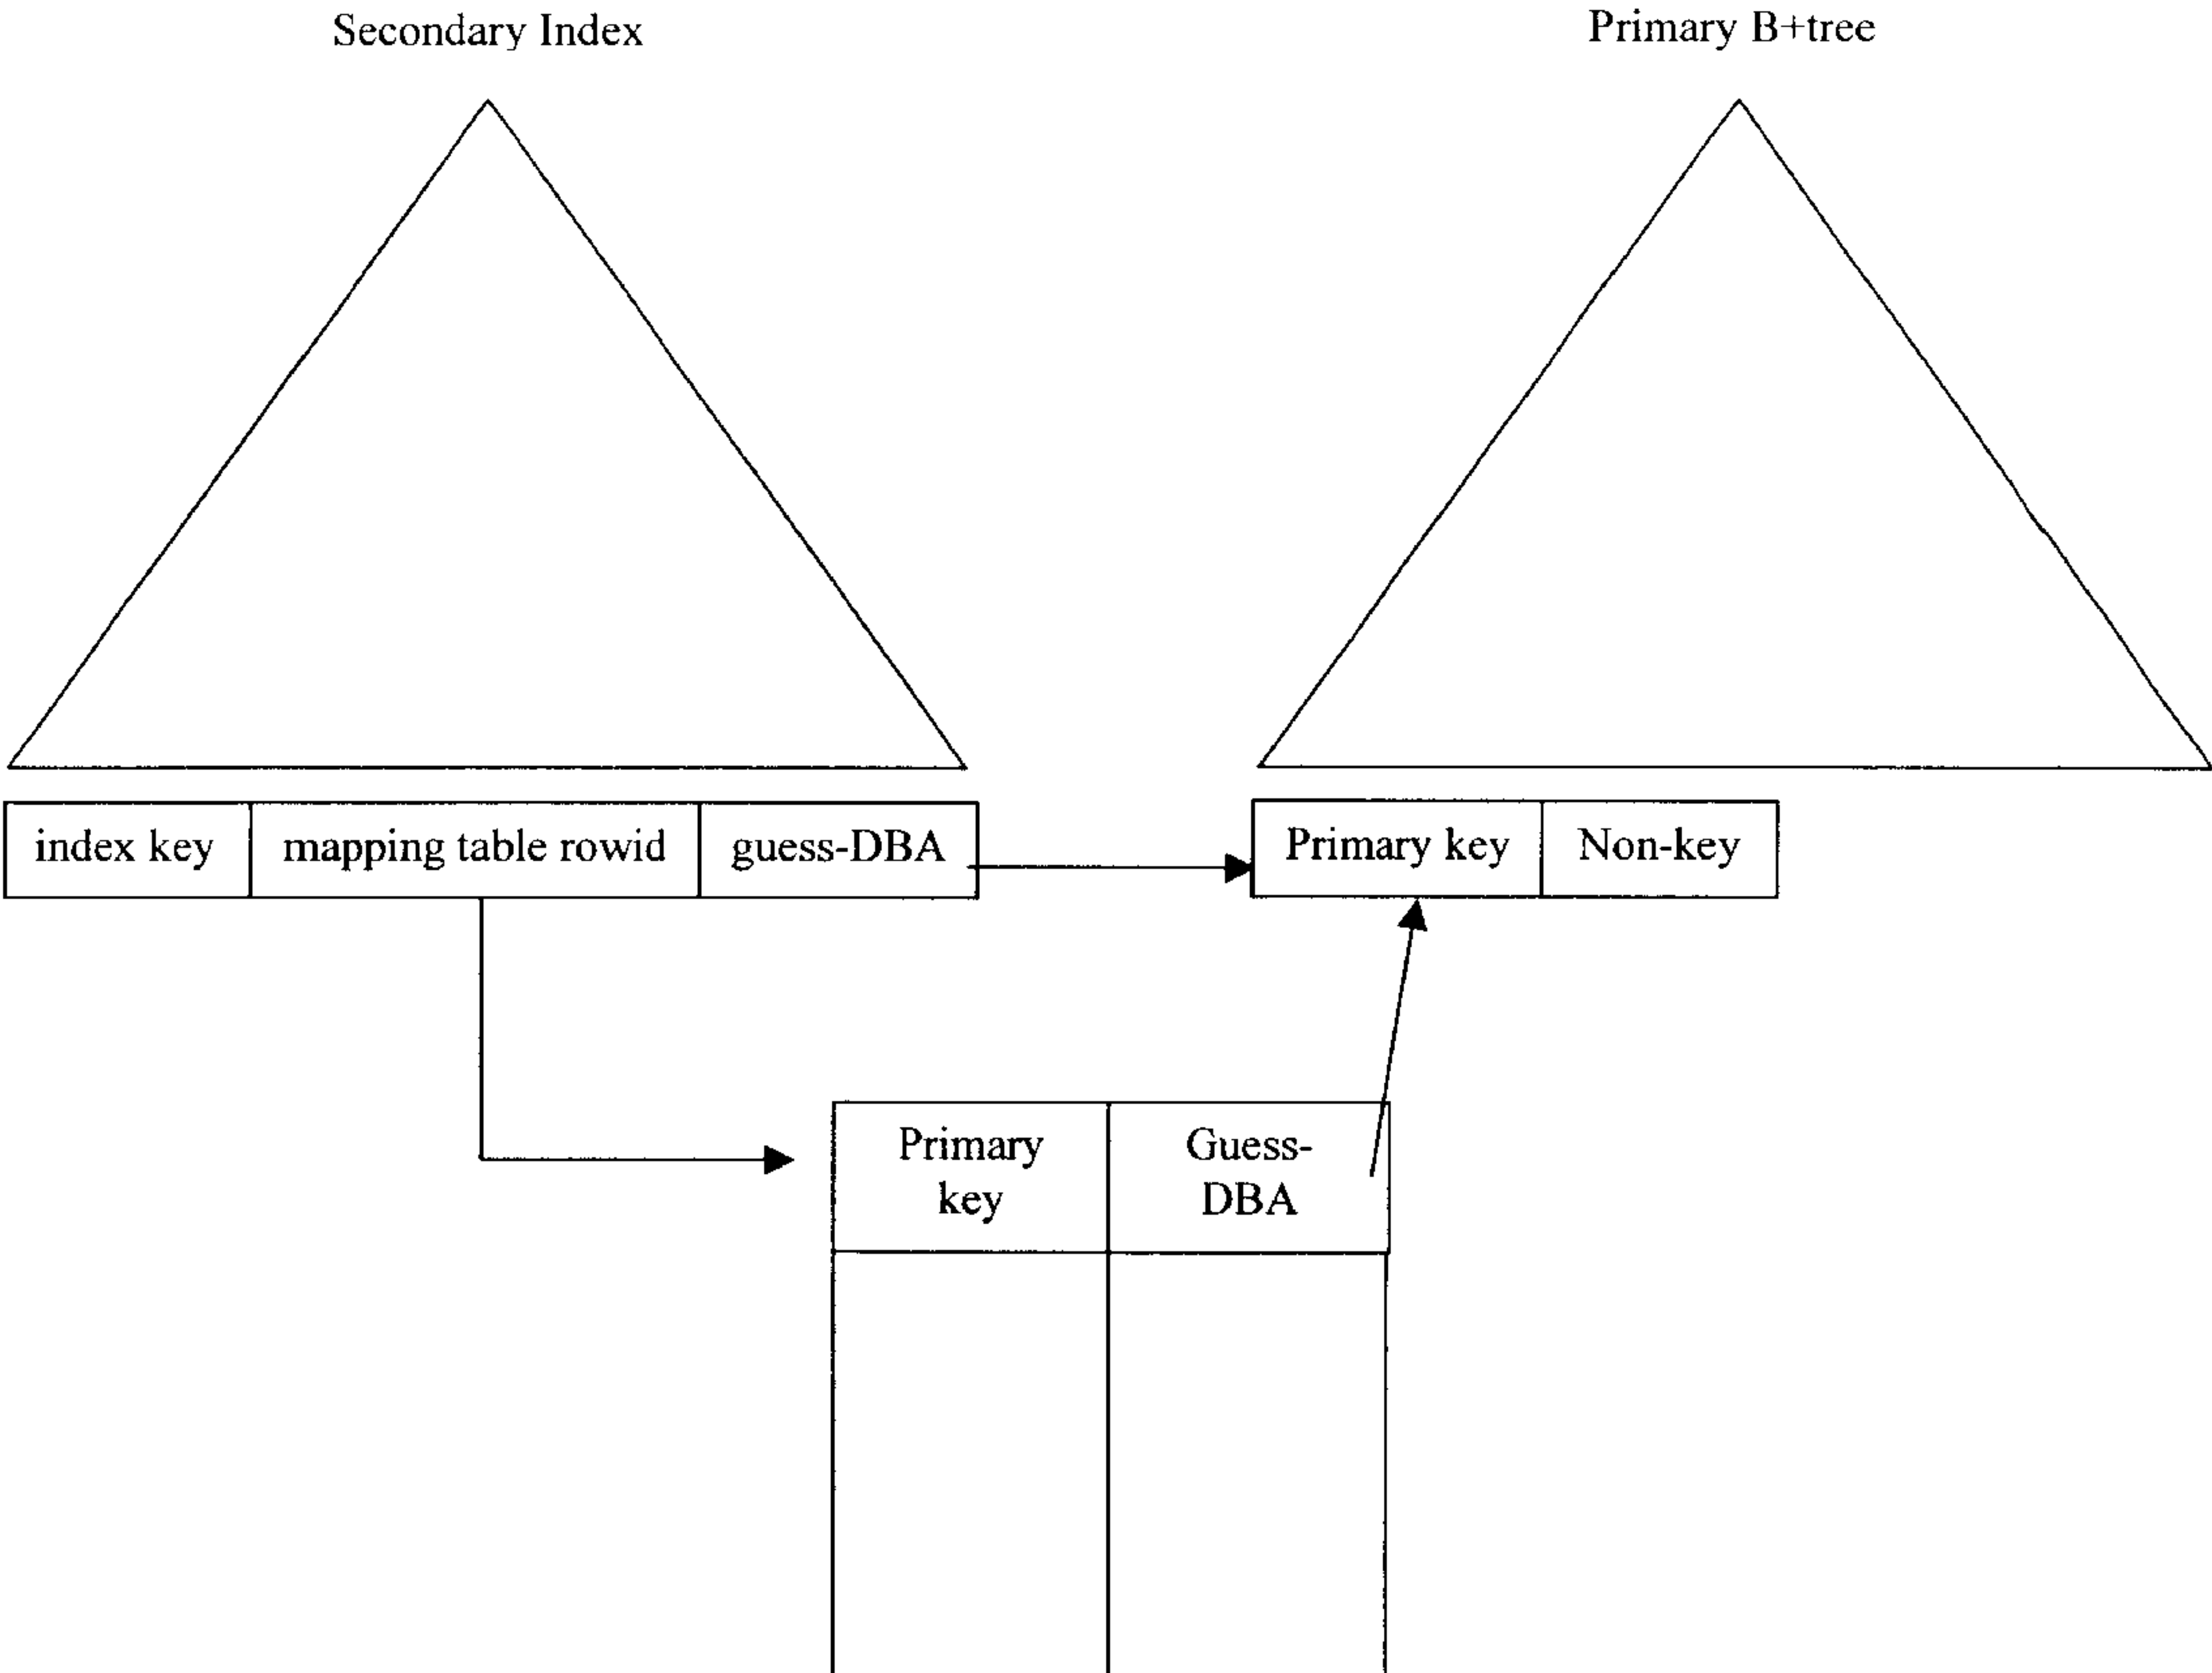 Secondary Index
Primary B+tree
index key
mapping table rowid
guess-DBA
Primary key
Non-key
Primary
key
Guess-
DBA